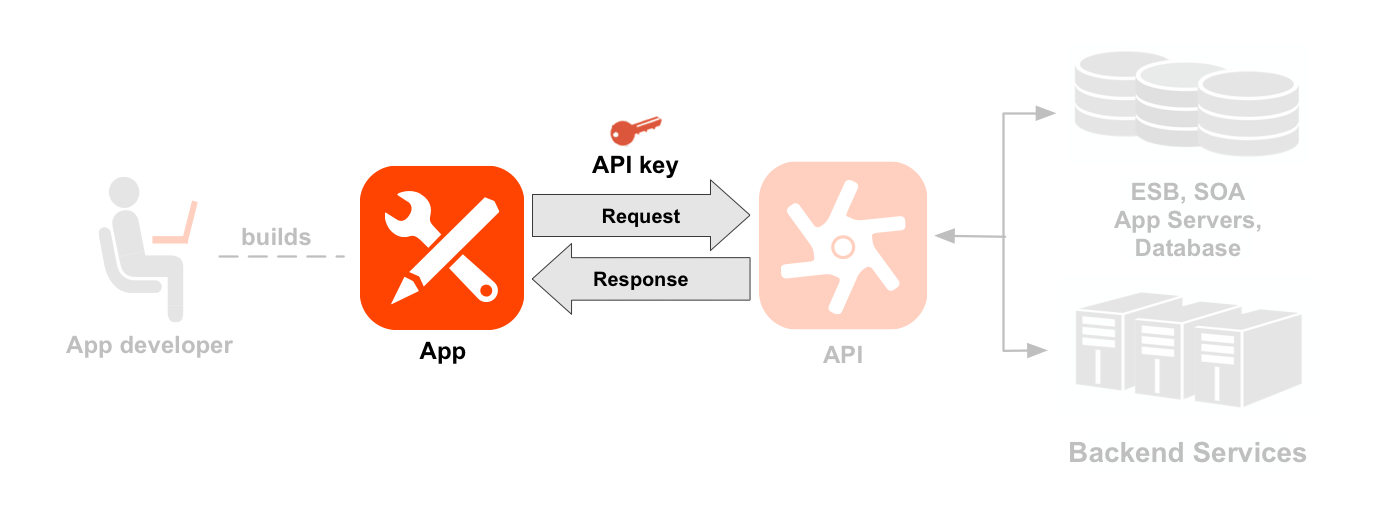 API key
Request
Response
builds
App developer
App
API
ESB, SOA
App Servers,
Database
Backend Services